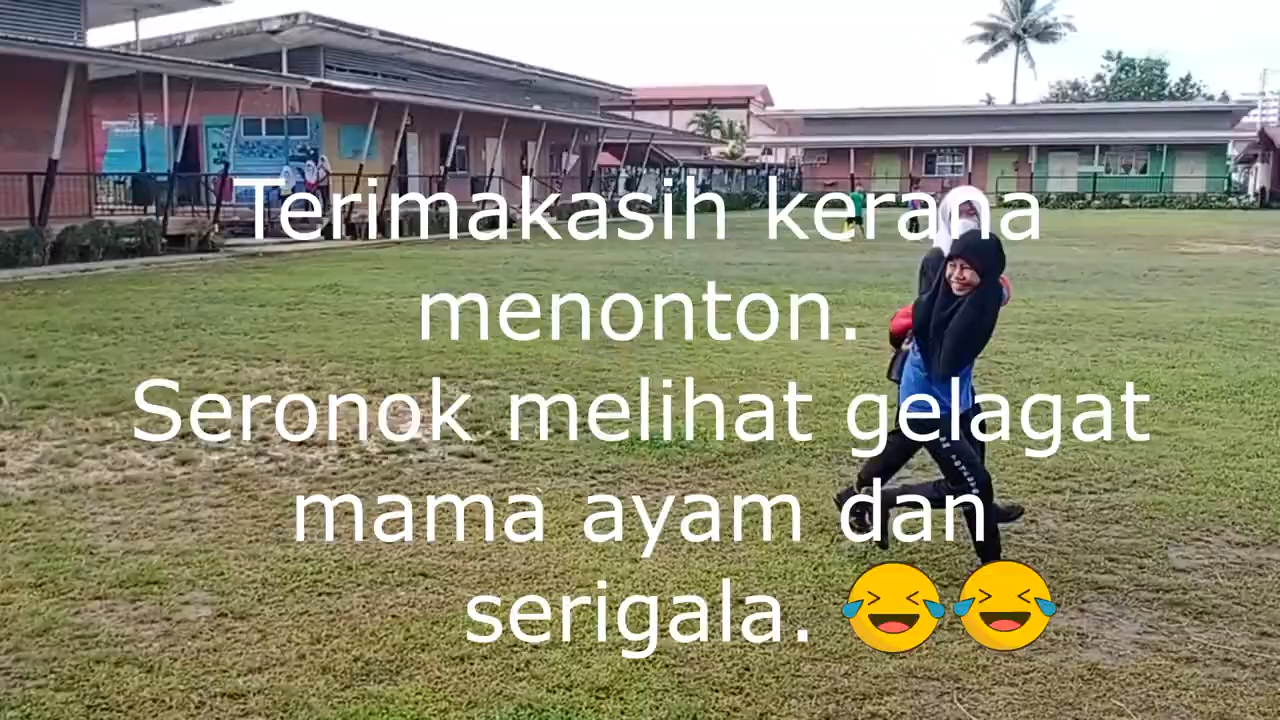 Terimakasih kerana
menonton.
Seronok melihat gelagat
mama ayam dan
serigala. 😂😂